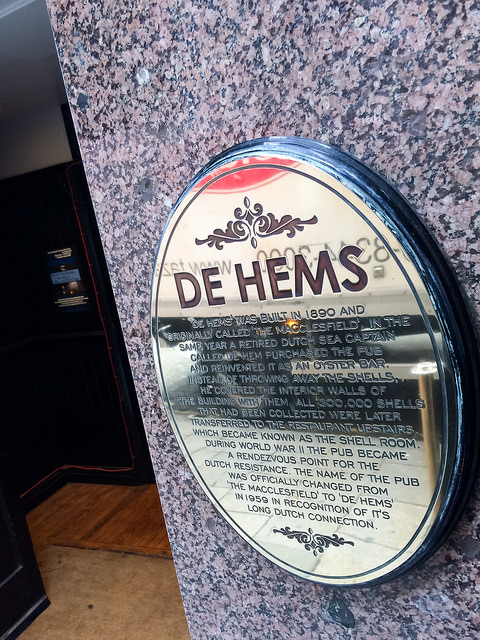 DE HEMS
'DE HEMS' WAS BUILT IN 1890 AND
ORIGINALLY CALLED 'THE MACCLESFIELD'. IN THE
SAME YEAR A RETIRED DUTCH SEA CAPTAIN
CALLED DE HEM PURCHASED THE PUB
AND REINVENTED IT AS AN OYSTER BAR.
INSTEAD OF THROWING AWAY THE SHELLS,
HE COVERED THE INTERIOR WALLS OF
THE BUILDING WITH THEM. ALL 300,000 SHELLS
THAT HAD BEEN COLLECTED WERE LATER
TRANSFERRED TO THE RESTAURANT UPSTAIRS,
WHICH BECAME KNOWN AS THE SHELL ROOM.
DURING WORLD WAR II THE PUB BECAME
A RENDEZVOUS POINT FOR THE
DUTCH RESISTANCE. THE NAME OF THE PUB
WAS OFFICIALLY CHANGED FROM
'THE MACCLESFIELD' TO 'DE HEMS'
IN 1959 IN RECOGNITION OF IT'S
LONG DUTCH CONNECTION.